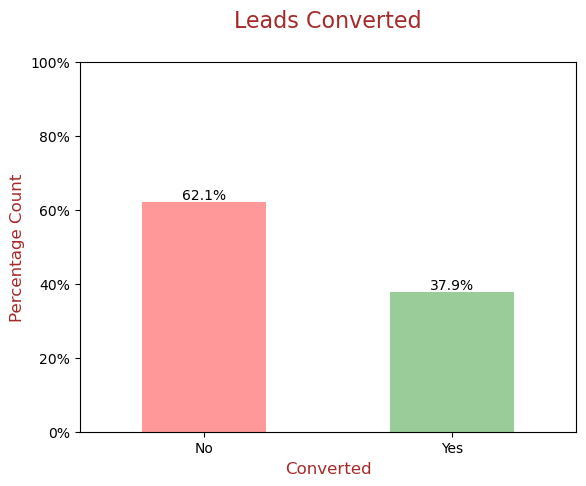 Leads Converted
100%
80%
60%
40%
20%
0%
Percentage Count
62.1%
37.9%
No
Yes
Converted